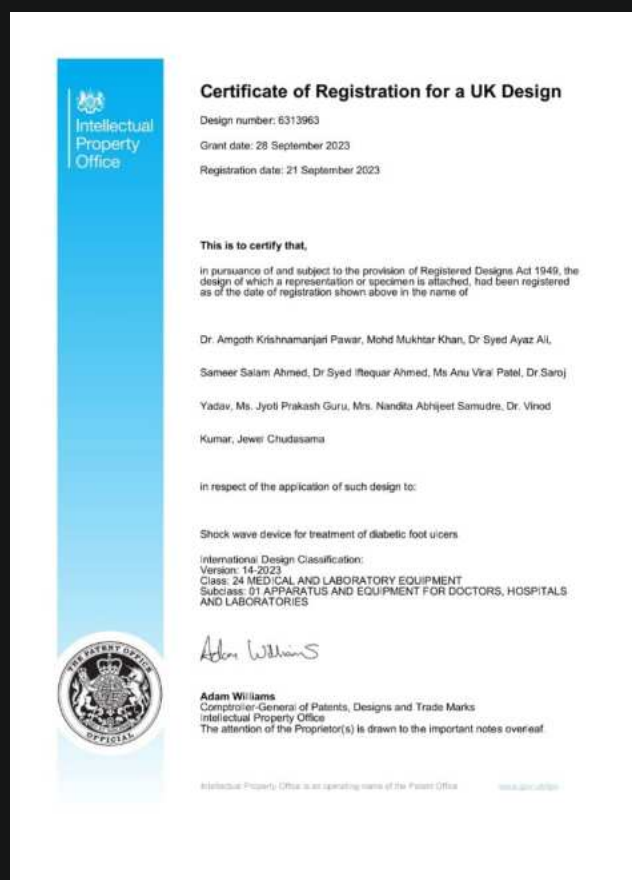 Intellectual
Property
Office
Certificate of Registration for a UK Design
Design number: 6313963
Grant date: 28 September 2023
Registration date: 21 September 2023
This is to certify that,
in pursuance of and subject to the provision of Registered Designs Act 1949, the
design of which a representation or specimen is attached, had been registered
as of the date of registration shown above in the name of
Dr. Amgoth Krishnamanjari Pawar, Mohd Mukhtar Khan, Dr Syed Ayaz Ali,
Sameer Salam Ahmed, Dr Syed Iftequar Ahmed, Ms Anu Viral Patel, Dr.Saroj
Yadav, Ms. Jyoti Prakash Guru, Mrs. Nandita Abhijeet Samudre, Dr. Vinod
Kumar, Jewel Chudasama
in respect of the application of such design to:
Shock wave device for treatment of diabetic foot ulcers
International Design Classification:
Version: 14-2023
Class: 24 MEDICAL AND LABORATORY EQUIPMENT
Subclass: 01 APPARATUS AND EQUIPMENT FOR DOCTORS, HOSPITALS
AND LABORATORIES
Adam Williams
Adam Williams
Comptroller-General of Patents, Designs and Trade Marks
Intellectual Property Office
The attention of the Proprietor(s) is drawn to the important notes overleaf.
THE PATENT OFFICE
OFFICIAL
Intellectual Property Office is an operating name of the Patent Office